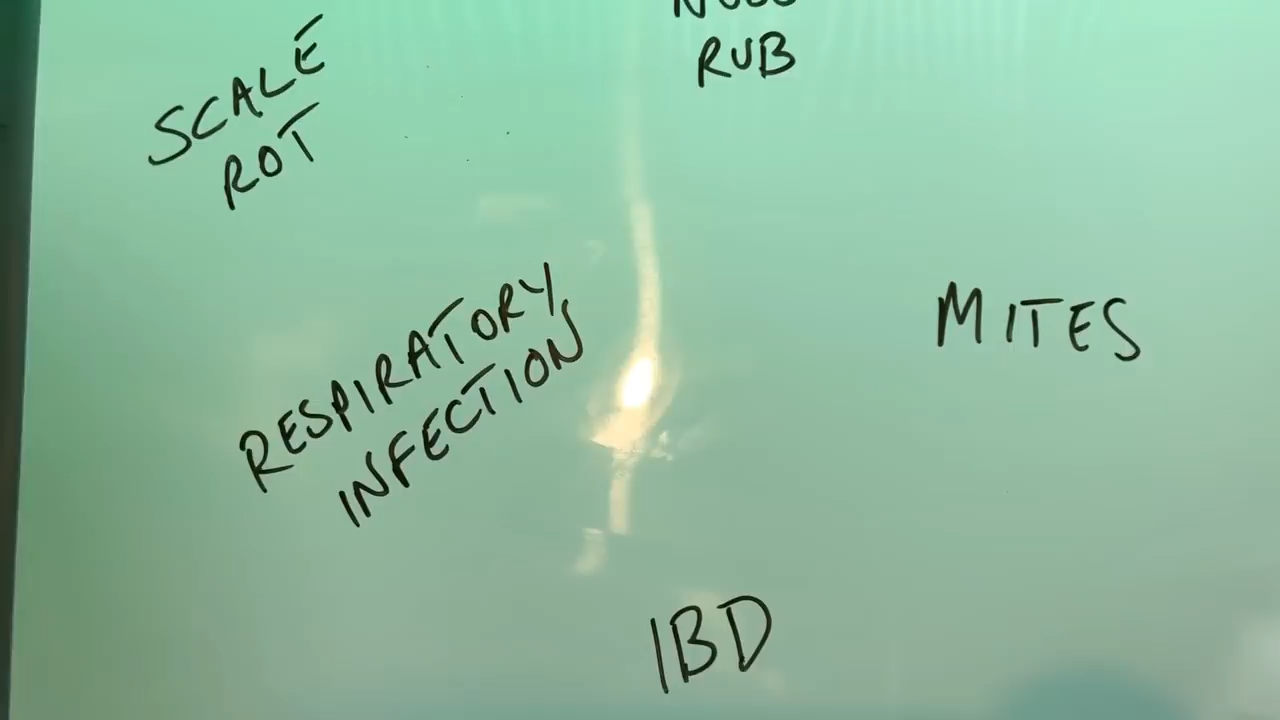 SCALE
ROT
RUB
RESPIRATORY
INFECTION
MITES
IBD